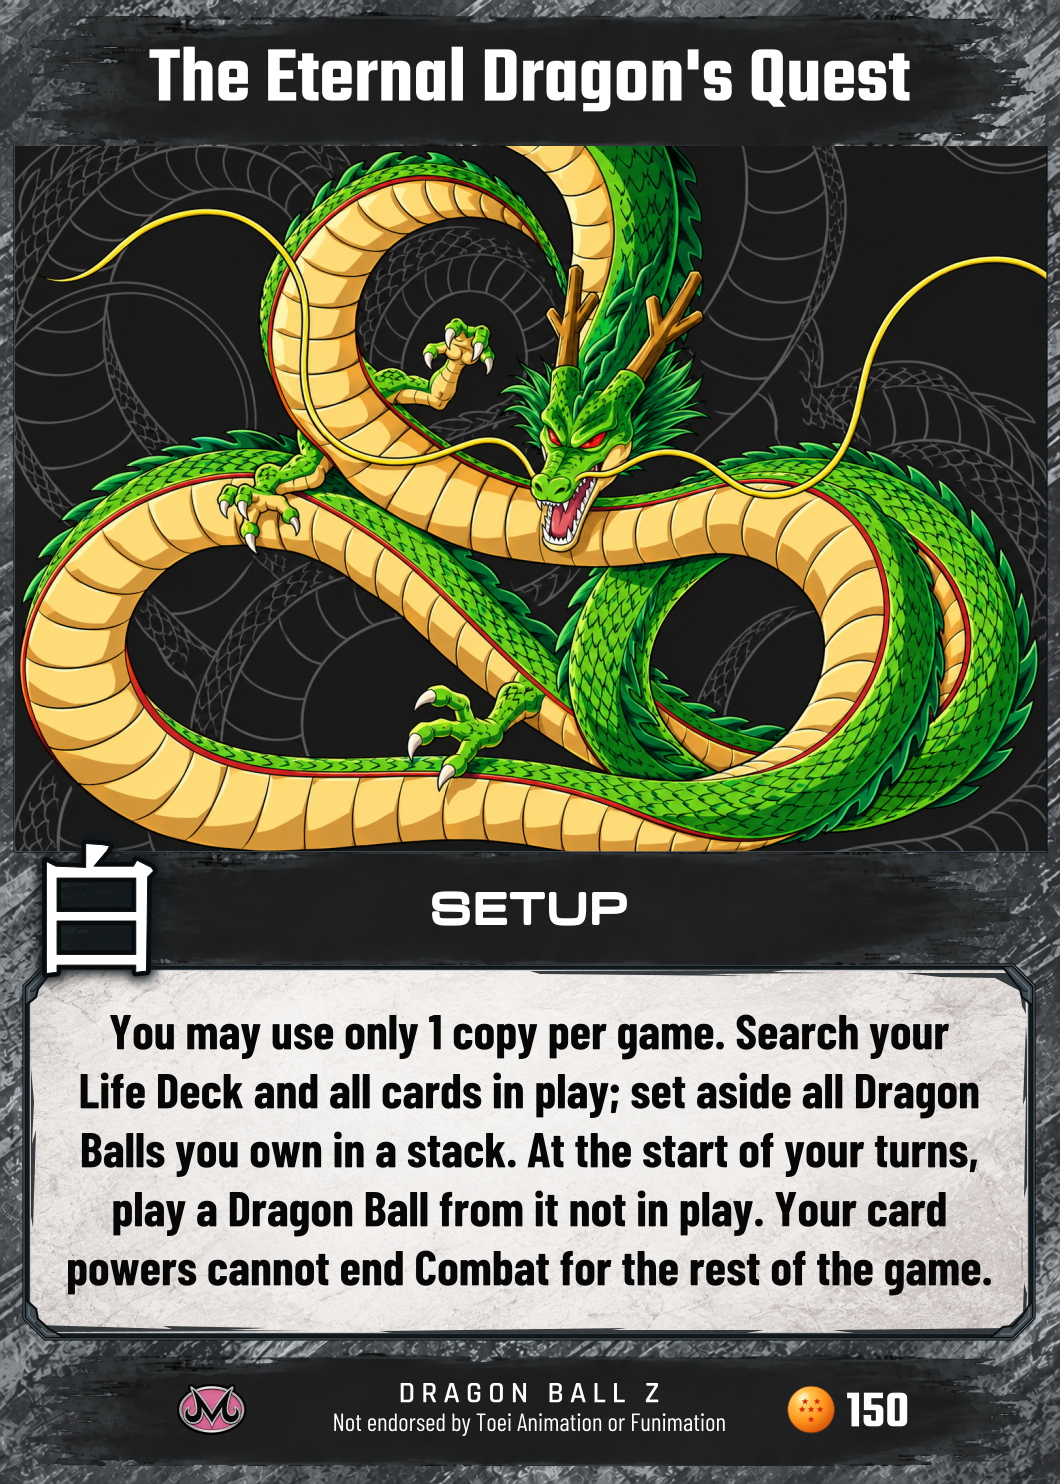 The Eternal Dragon's Quest
白
SETUP
You may use only 1 copy per game. Search your
Life Deck and all cards in play; set aside all Dragon
Balls you own in a stack. At the start of your turns,
play a Dragon Ball from it not in play. Your card
powers cannot end Combat for the rest of the game.
DRAGON BALL Z
Not endorsed by Toei Animation or Funimation
150